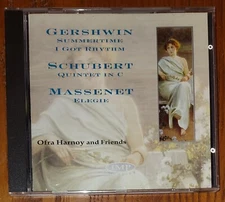 GERSHWIN
SUMMERTIME
I GOT RHYTHM
SCHUBERT
QUINTET IN C
MASSENET
ELEGIE
Ofra Harnoy and Friends